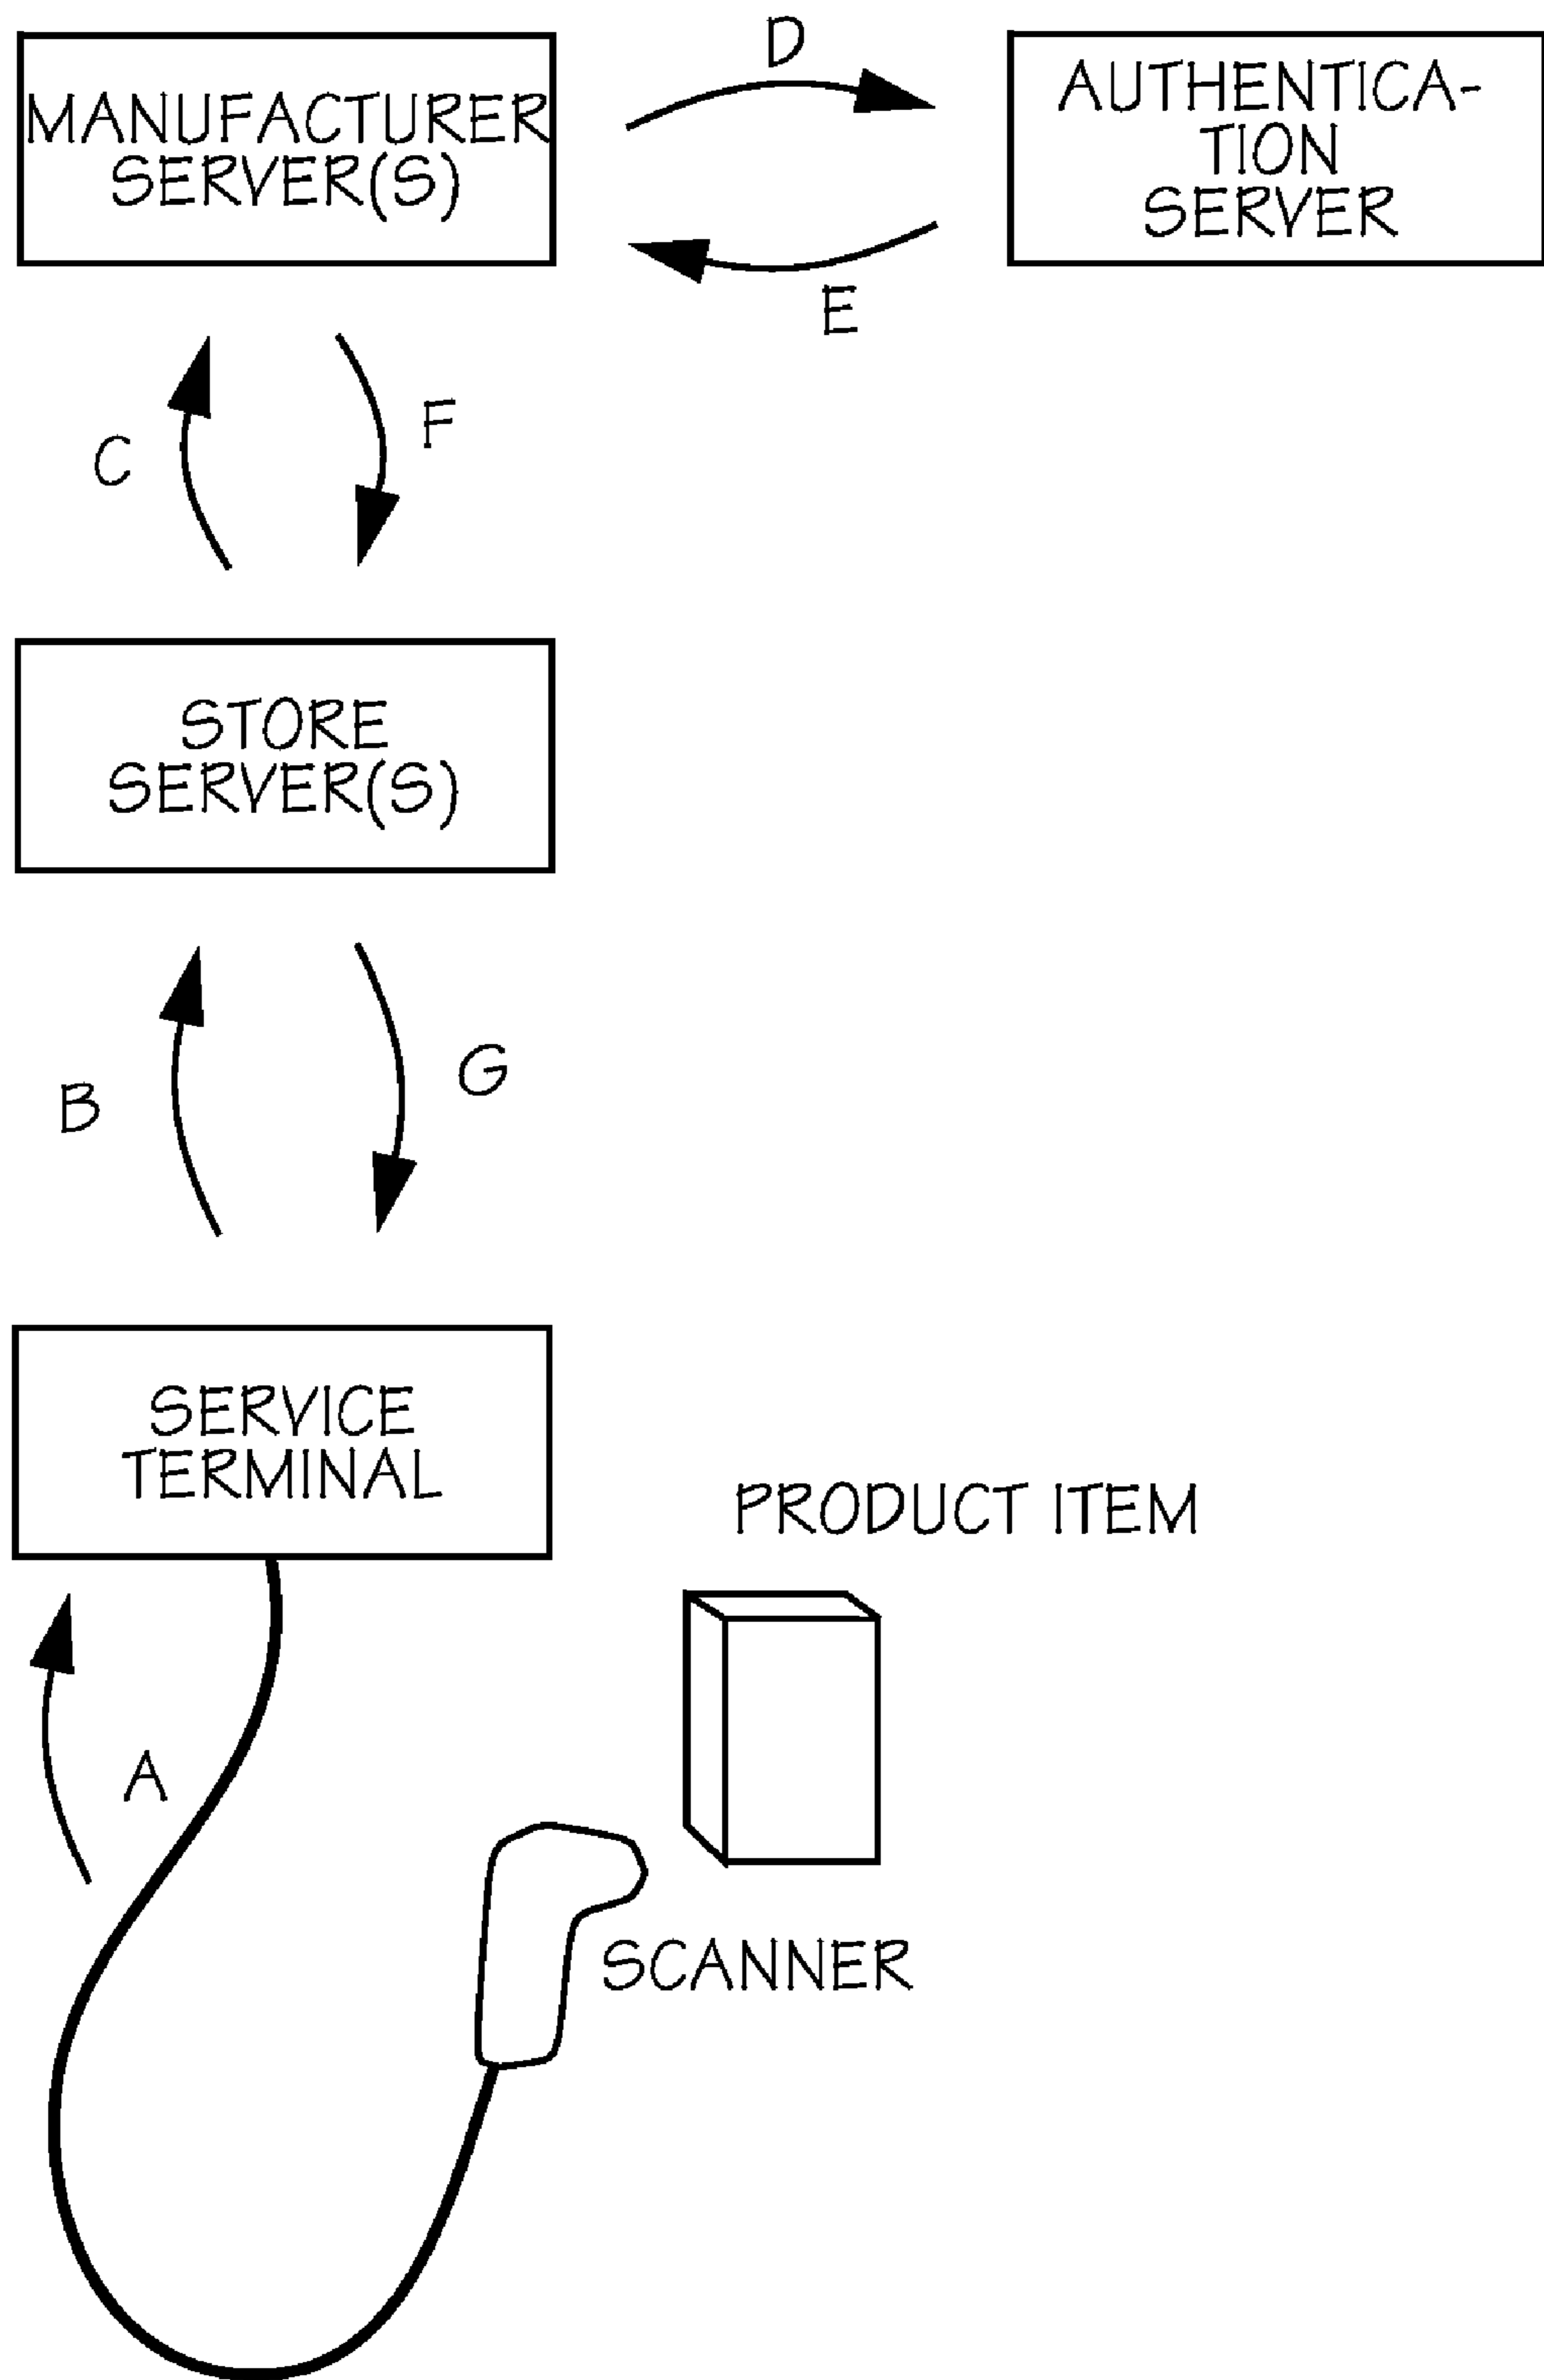 D
MANUFACTURER
SERVER(S)
AUTHENTICA-
TION
SERVER
E
C
F
STORE
SERVER(S)
B
G
SERVICE
TERMINAL
PRODUCT ITEM
A
SCANNER